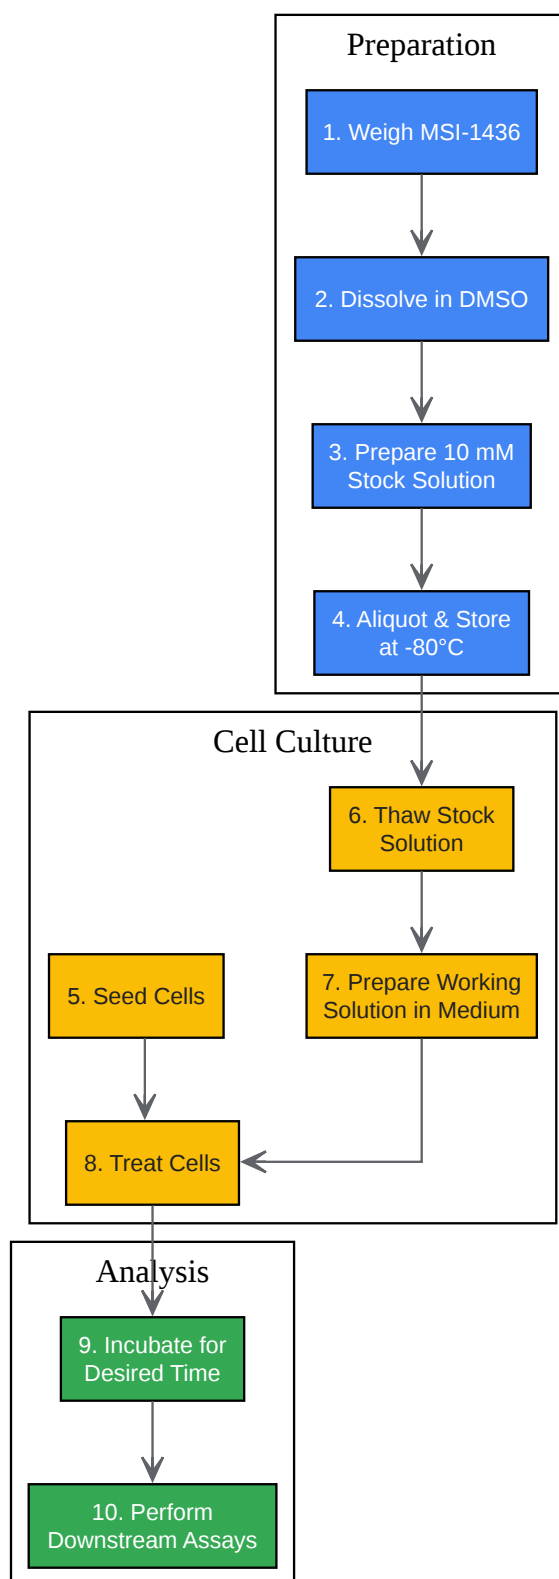 Preparation
1. Weigh MSI-1436
2. Dissolve in DMSO
3. Prepare 10 mM
Stock Solution
4. Aliquot & Store
at -80°C
Cell Culture
6. Thaw Stock
Solution
5. Seed Cells
7. Prepare Working
Solution in Medium
8. Treat Cells
Analysis
9. Incubate for
Desired Time
10. Perform
Downstream Assays